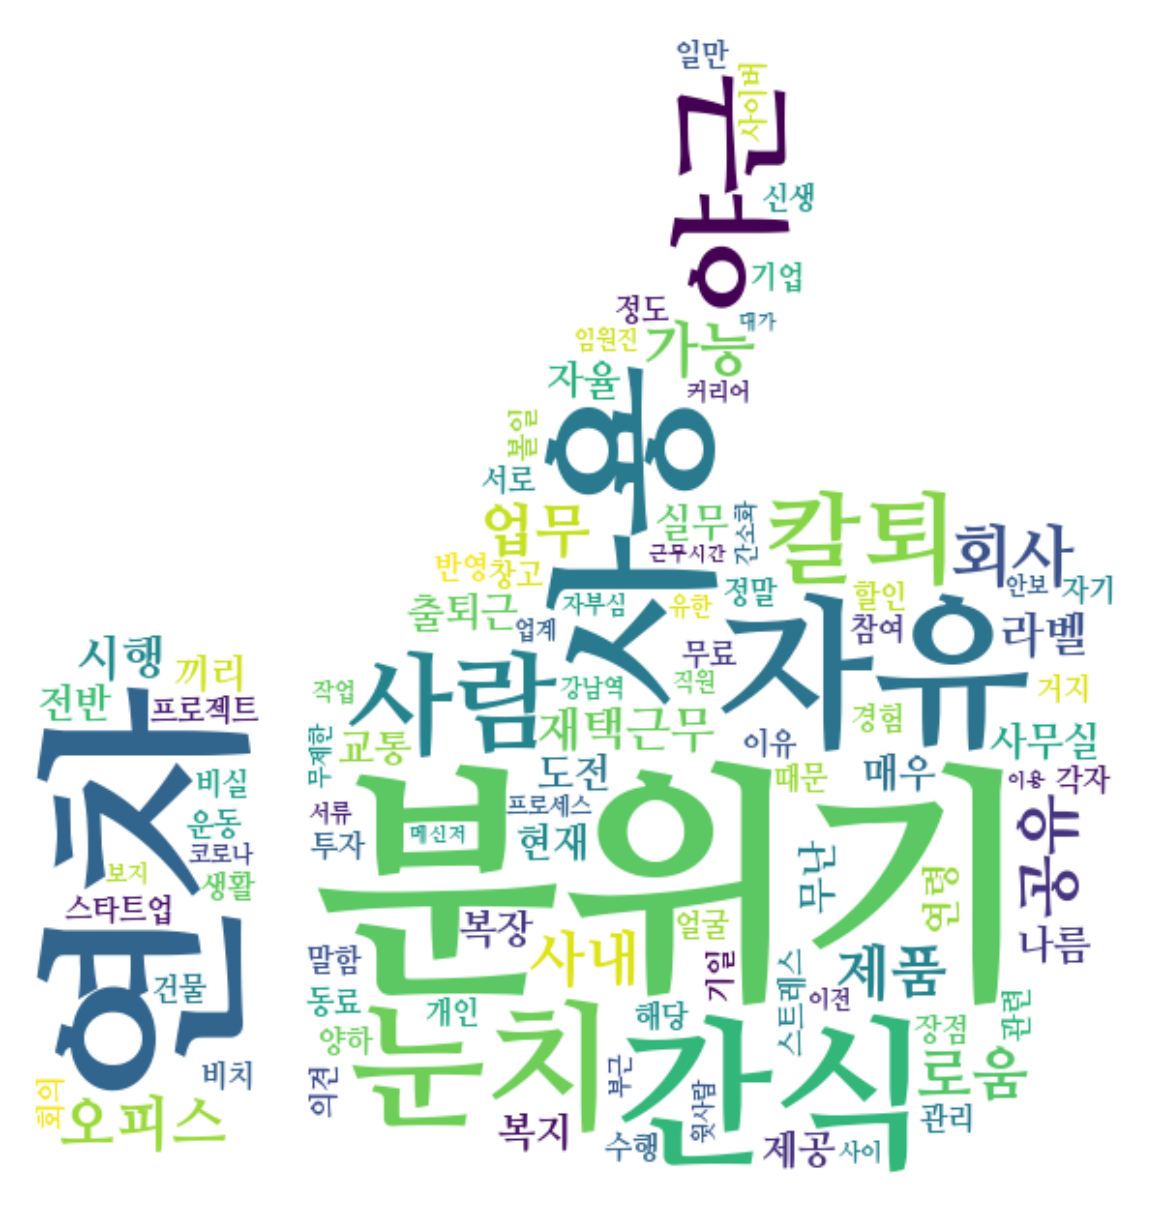 일만
사이버
야근
신생
기업
정도
대가
임원진
가능
자율
커리어
사용
볼일
서로
업무
실무
간소화
칼퇴
회사
근무시간
반영
창고
정말
할인
안보
자기
출퇴근
자부심
유한
업계
자유
참여
라벨
무료
시행
끼리
사람
작업
강남역
직원
거지
전반
프로젝트
연차
무제한
교통
재택근무
이유
경험
사무실
비실
도전
때문
매우
이용
각자
운동
서류
프로세스
분위기
공유
코로나
투자
메신저
현재
무난
보지
생활
연령
스타트업
복장
얼굴
사내
나름
말함
기일
제품
건물
동료
개인
해당
스트레스
이전
관련
양하
눈치
간식
장점
로움
비치
의견
부근
회의
오피스
윗사람
관리
복지
수행
제공
사이